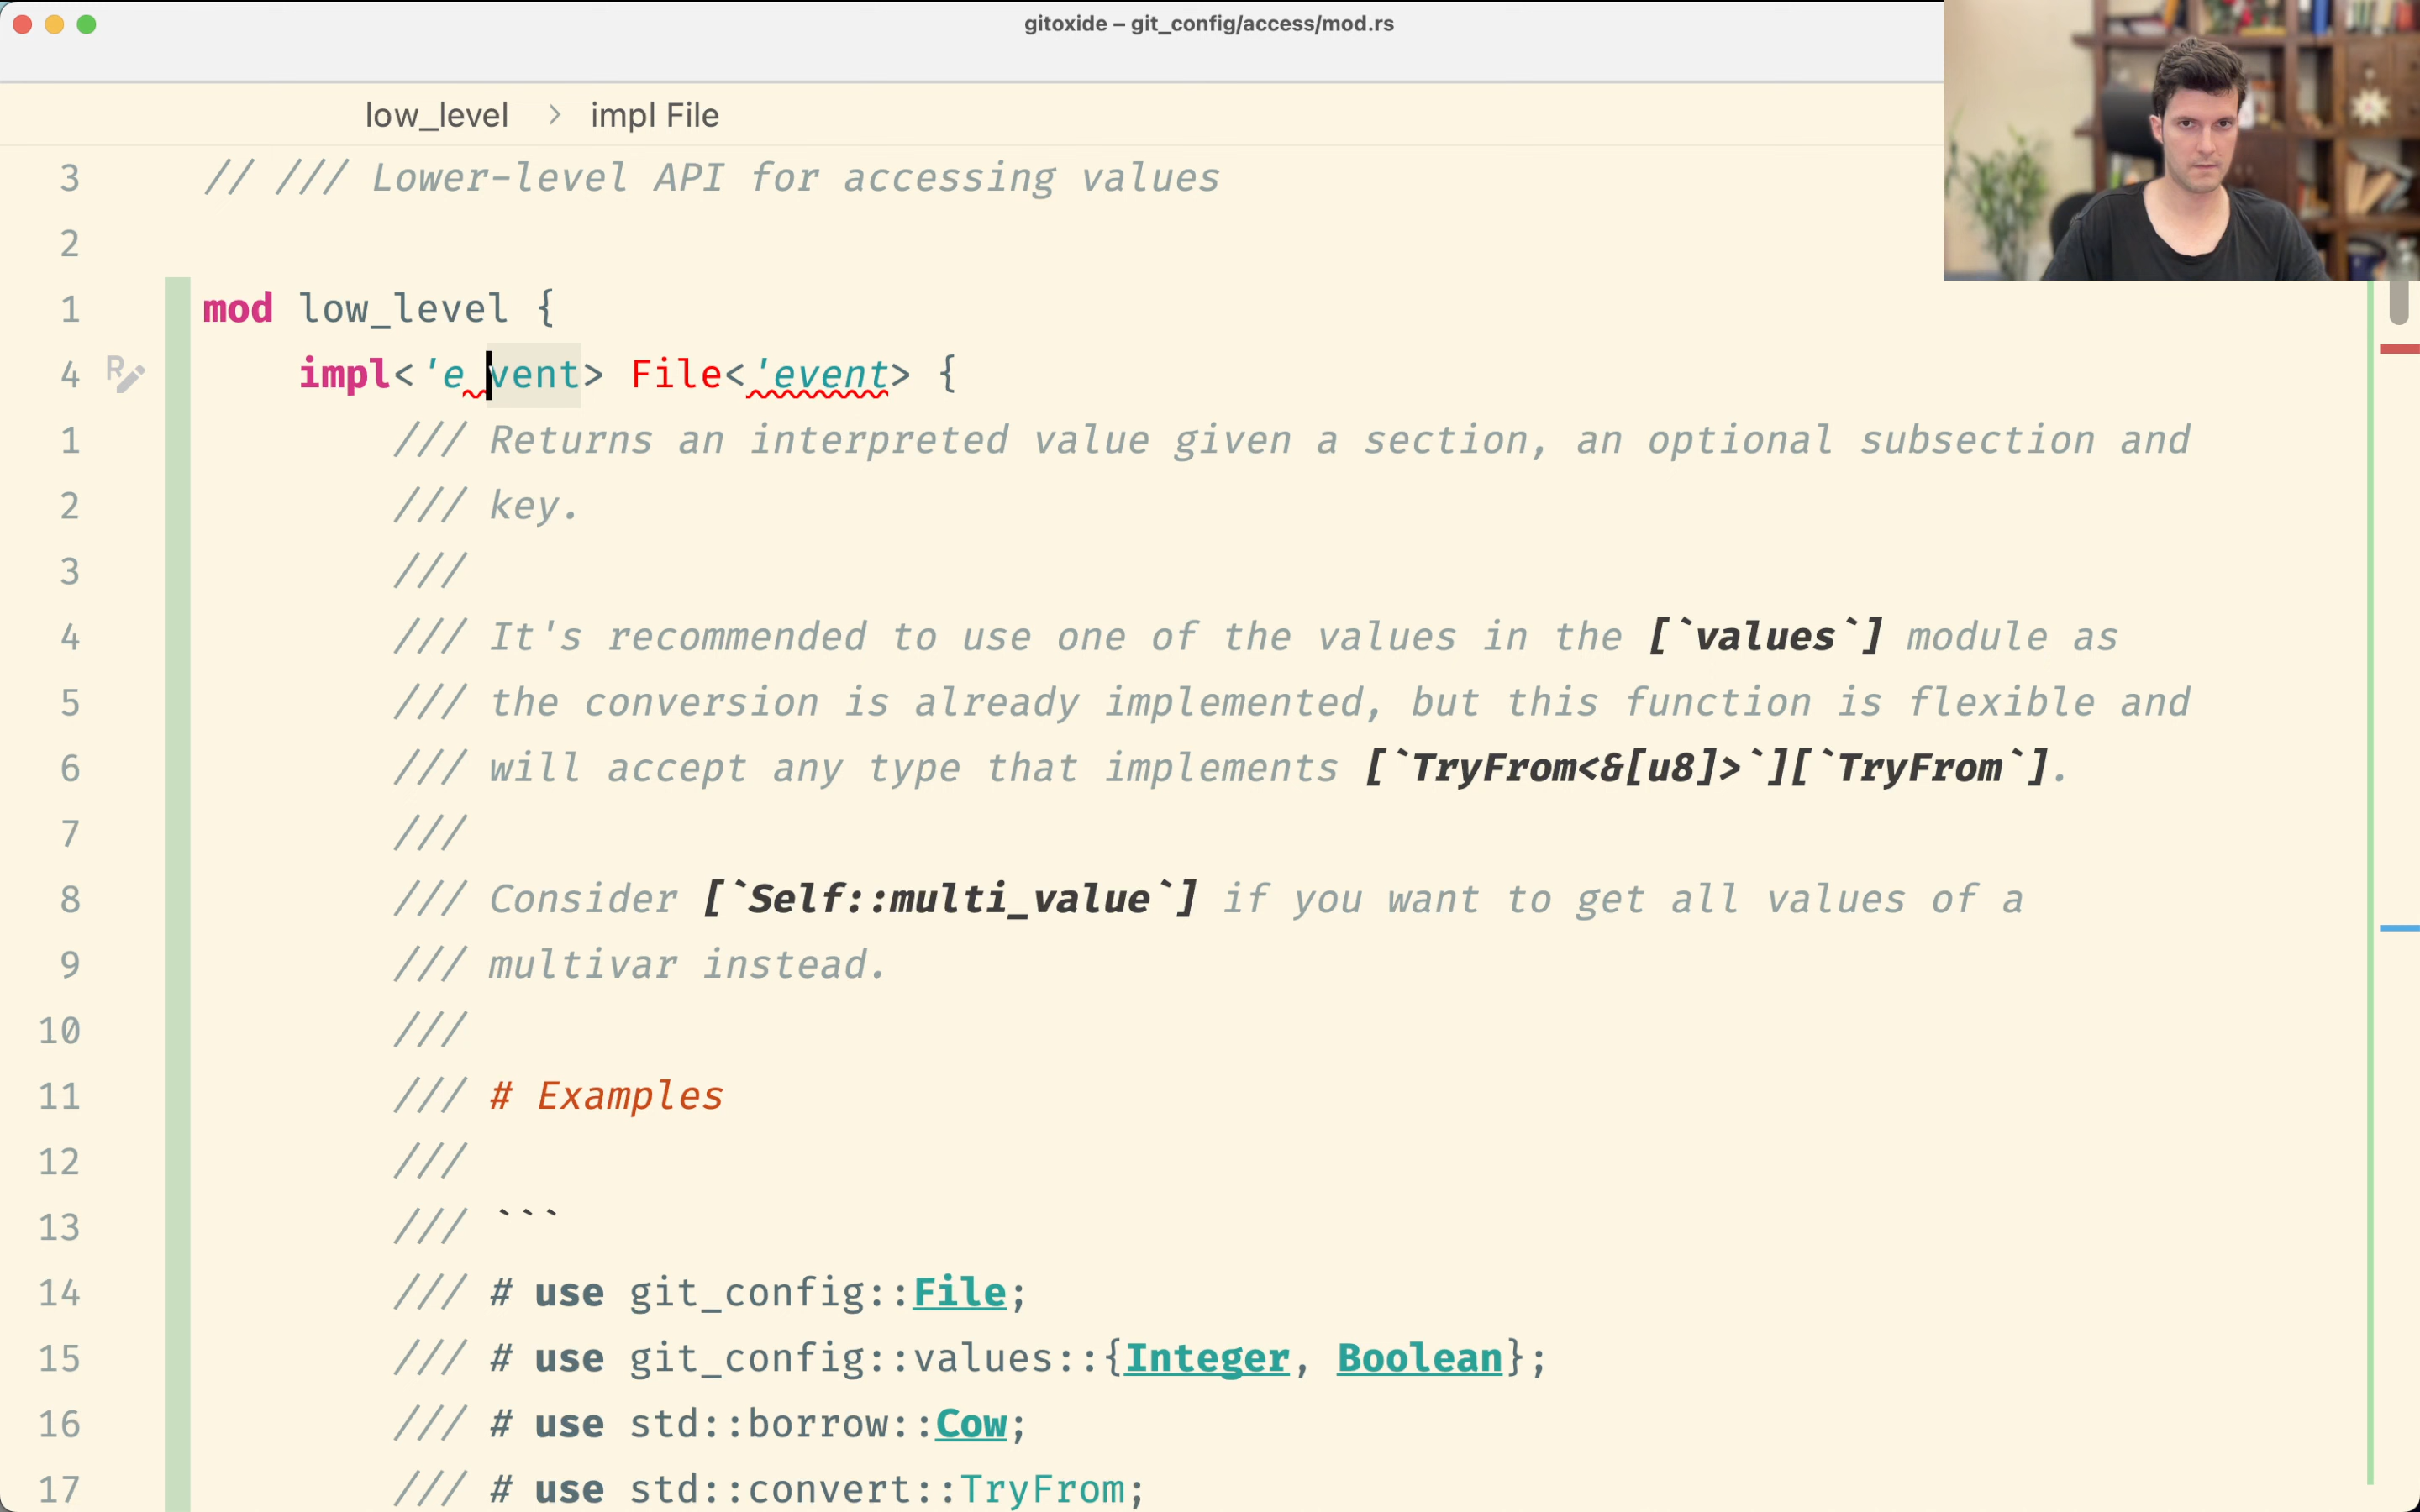 gitoxide – git_config/access/mod.rs
low_level > impl File
3 // /// Lower-level API for accessing values
2
1 mod low_level {
4 impl<'e vent> File<'event> {
1 /// Returns an interpreted value given a section, an optional subsection and
2 /// key.
3 ///
4 /// It's recommended to use one of the values in the [`values`] module as
5 /// the conversion is already implemented, but this function is flexible and
6 /// will accept any type that implements [`TryFrom<&[u8]>`][`TryFrom`].
7 ///
8 /// Consider [`Self::multi_value`] if you want to get all values of a
9 /// multivar instead.
10 ///
11 /// # Examples
12 ///
13 /// ```
14 /// # use git_config::File;
15 /// # use git_config::values::{Integer, Boolean};
16 /// # use std::borrow::Cow;
17 /// # use std::convert::TryFrom;